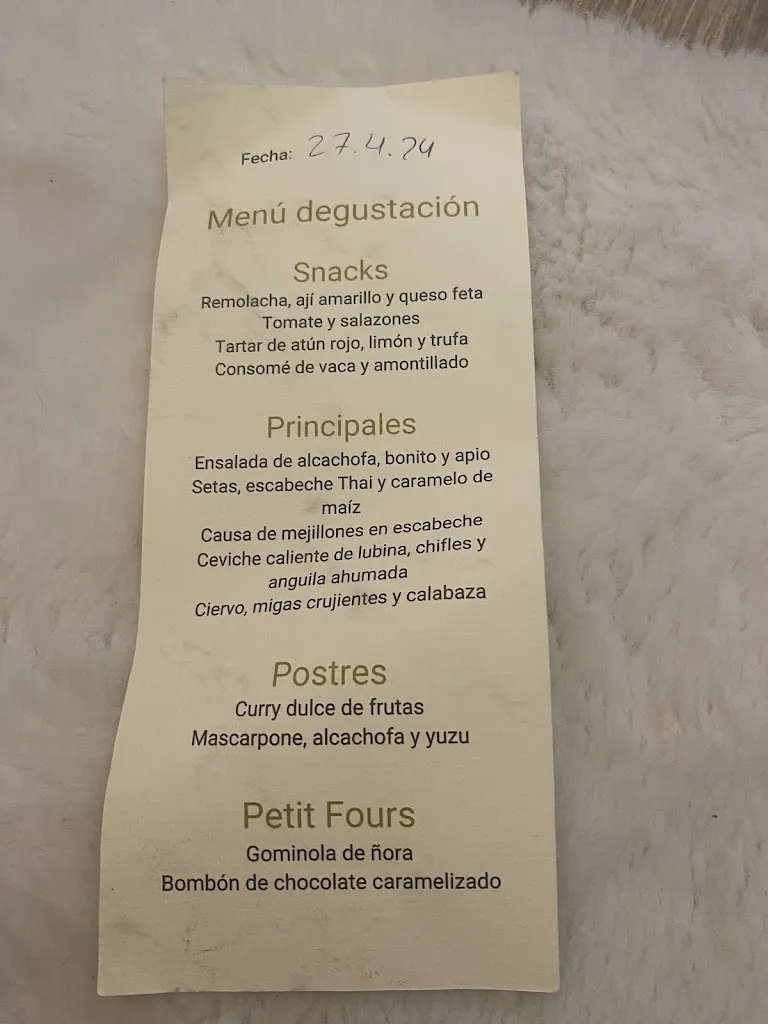 Fecha: 27.4.24
Menú degustación
Snacks
Remolacha, ají amarillo y queso feta
Tomate y salazones
Tartar de atún rojo, limón y trufa
Consomé de vaca y amontillado
Principales
Ensalada de alcachofa, bonito y apio
Setas, escabeche Thai y caramelo de
maíz
Causa de mejillones en escabeche
Ceviche caliente de lubina, chifles y
anguila ahumada
Ciervo, migas crujientes y calabaza
Postres
Curry dulce de frutas
Mascarpone, alcachofa y yuzu
Petit Fours
Gominola de ñora
Bombón de chocolate caramelizado